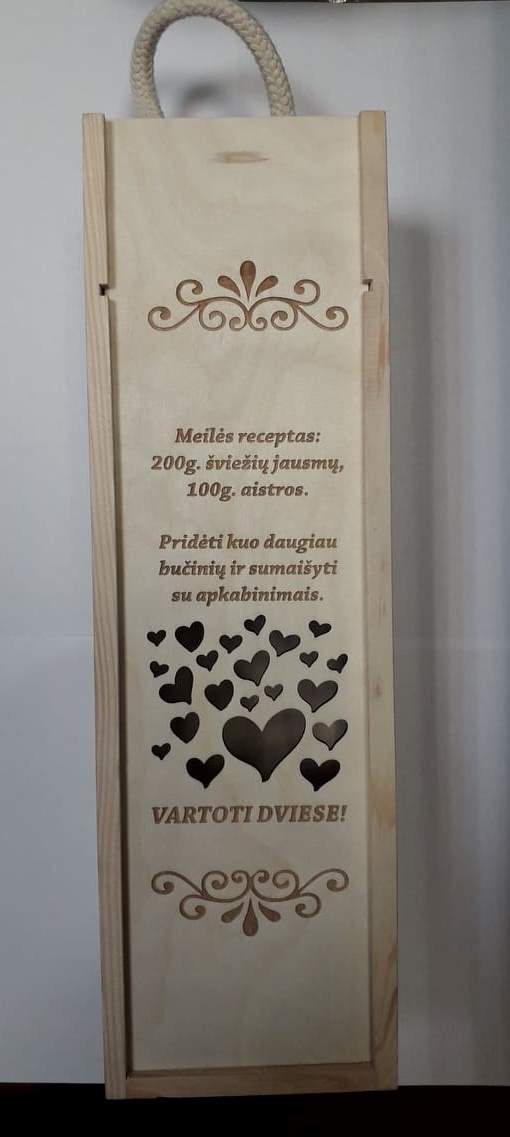 Meilės receptas:
200g. šviežių jausmų,
100g. aistros.
Pridėti kuo daugiau
bučinių ir sumaišyti
su apkabinimais.
VARTOTI DVIESE!